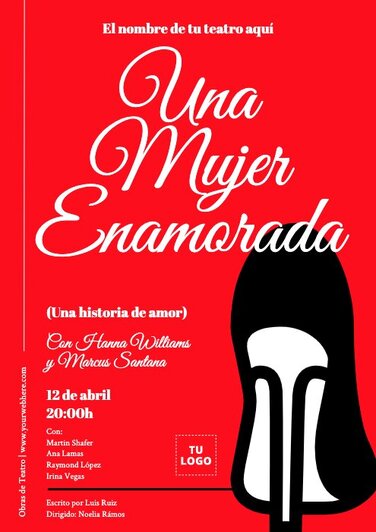 El nombre de tu teatro aquí
Una
Mujer
Enamorada
(Una historia de amor)
Con Hanna Williams
y Marcus Santana
12 de abril
20:00h
Con:
Martin Shafer
Ana Lamas
Raymond López
Irina Vegas
TU
LOGO
Escrito por Luis Ruiz
Dirigido: Noelia Rámos
Obras de Teatro | www.yourwebhere.com